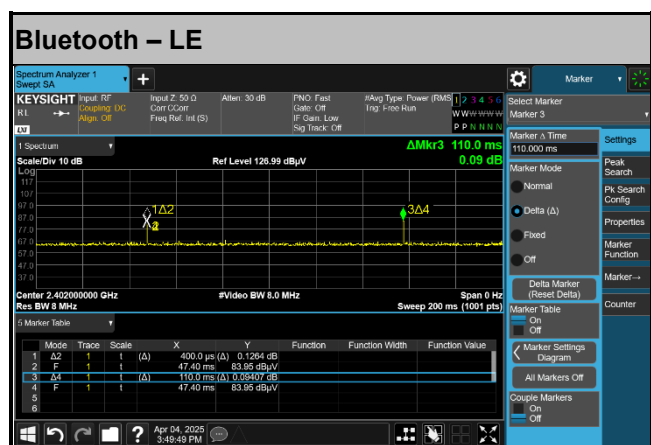 Bluetooth – LE
Spectrum Analyzer 1
Swept SA
Marker
KEYSIGHT
RL
LXI
Input: RF
Coupling: DC
Align: Off
Input Z: 50 Ω
Corr CCorr
Freq Ref: Int (S)
Atten: 30 dB
PNO: Fast
Gate: Off
IF Gain: Low
Sig Track: Off
#Avg Type: Power (RMS)
Trig: Free Run
1 2 3 4 5 6
W W W W W W
P P N N N N
Select Marker
Marker 3
1 Spectrum
ΔMkr3 110.0 ms
Scale/Div 10 dB
Ref Level 126.99 dBµV
0.09 dB
Log
117
107
97.0
87.0
77.0
67.0
57.0
47.0
37.0
1Δ2
3Δ4
Center 2.402000000 GHz
#Video BW 8.0 MHz
Span 0 Hz
Res BW 8 MHz
Sweep 200 ms (1001 pts)
5 Marker Table
Mode Trace Scale X Y Function Function Width Function Value
1 Δ2 1 t (Δ) 400.0 µs (Δ) 0.1264 dB
2 F 1 t 47.40 ms 83.95 dBµV
3 Δ4 1 t (Δ) 110.0 ms (Δ) 0.09407 dB
4 F 1 t 47.40 ms 83.95 dBµV
5
6
Marker Δ Time
110.000 ms
Marker Mode
Normal
Delta (Δ)
Fixed
Off
Delta Marker
(Reset Delta)
Marker Table
On
Off
Marker Settings
Diagram
All Markers Off
Couple Markers
On
Off
Settings
Peak
Search
Pk Search
Config
Properties
Marker
Function
Marker→
Counter
?
Apr 04, 2025
3:49:49 PM